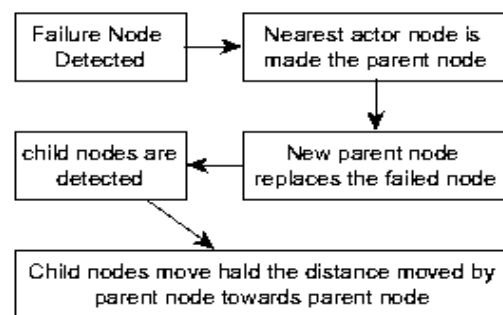 Failure Node
Detected
Nearest actor node is
made the parent node
New parent node
replaces the failed node
child nodes are
detected
Child nodes move hald the distance moved by
parent node towards parent node